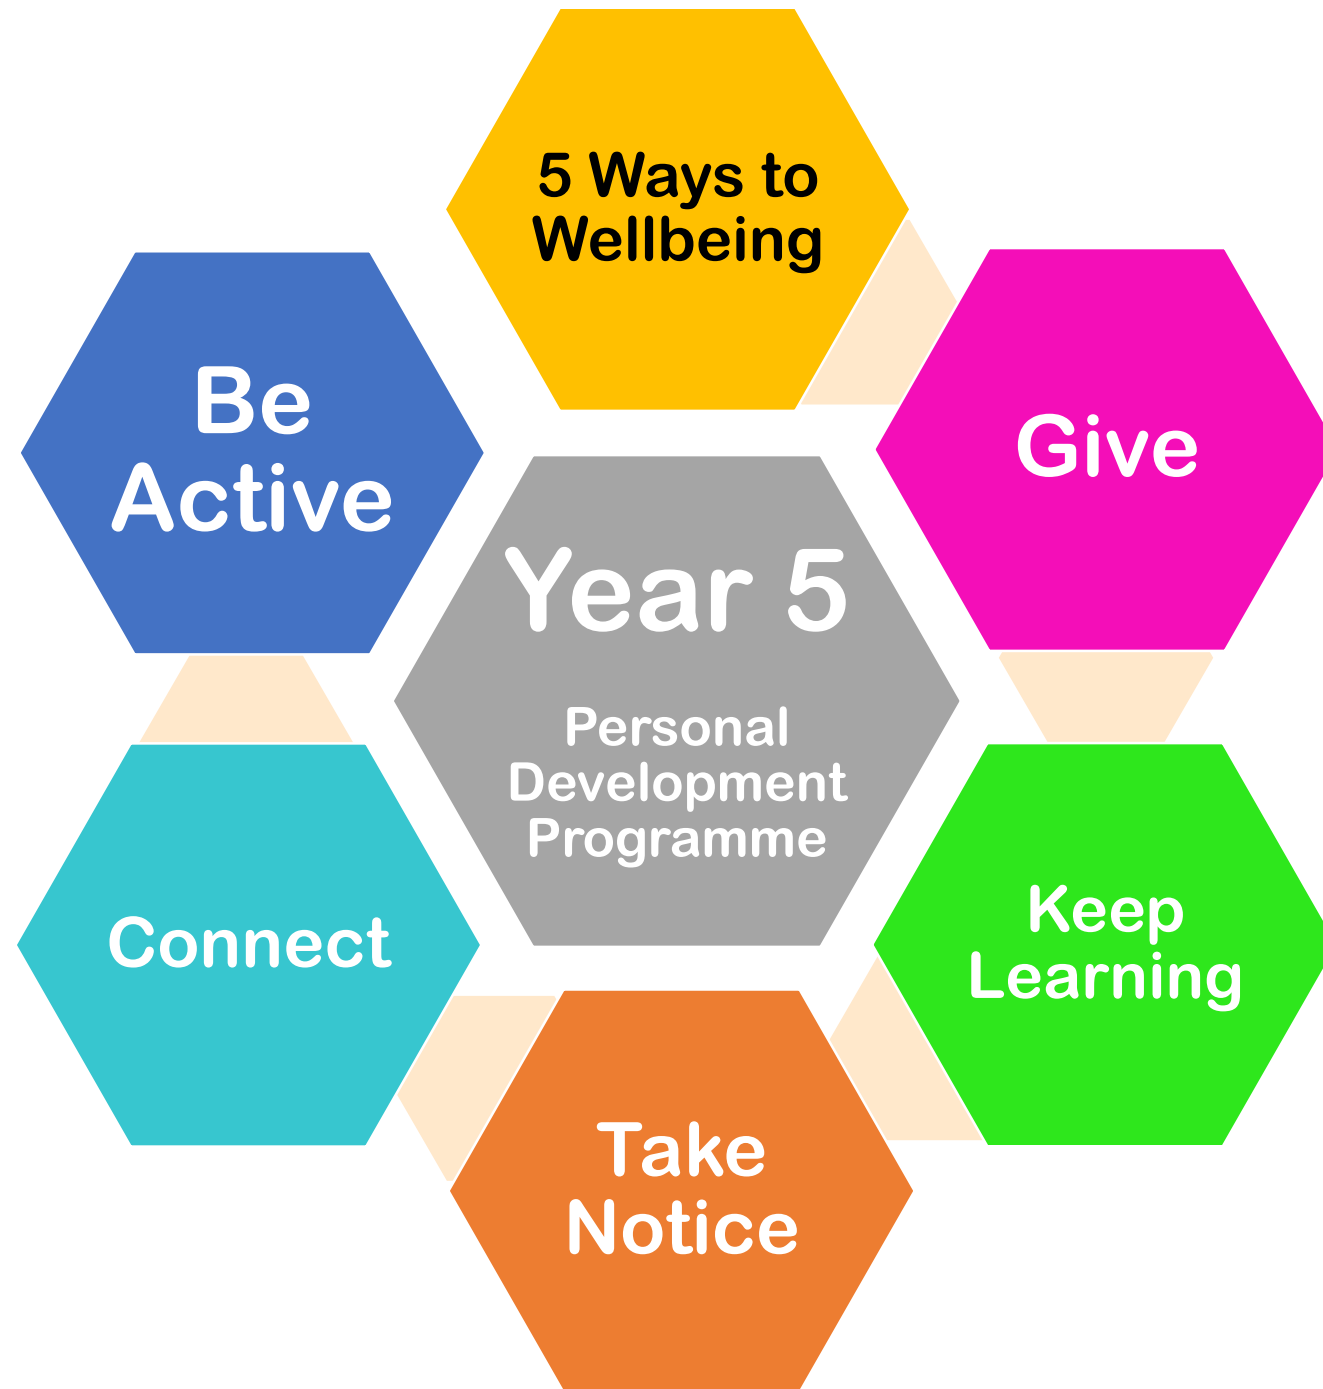 5 Ways to
Wellbeing
Give
Keep
Learning
Take
Notice
Connect
Be
Active
Year 5
Personal
Development
Programme